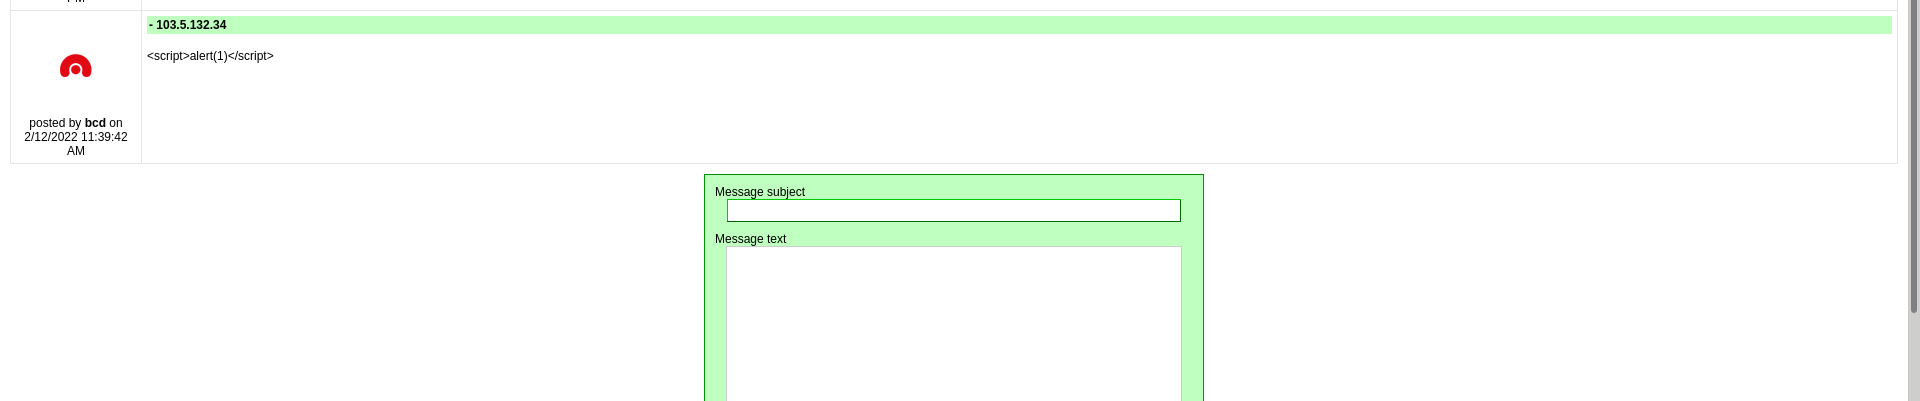 PM
- 103.5.132.34
<script>alert(1)</script>
posted by bcd on
2/12/2022 11:39:42
AM
Message subject
Message text